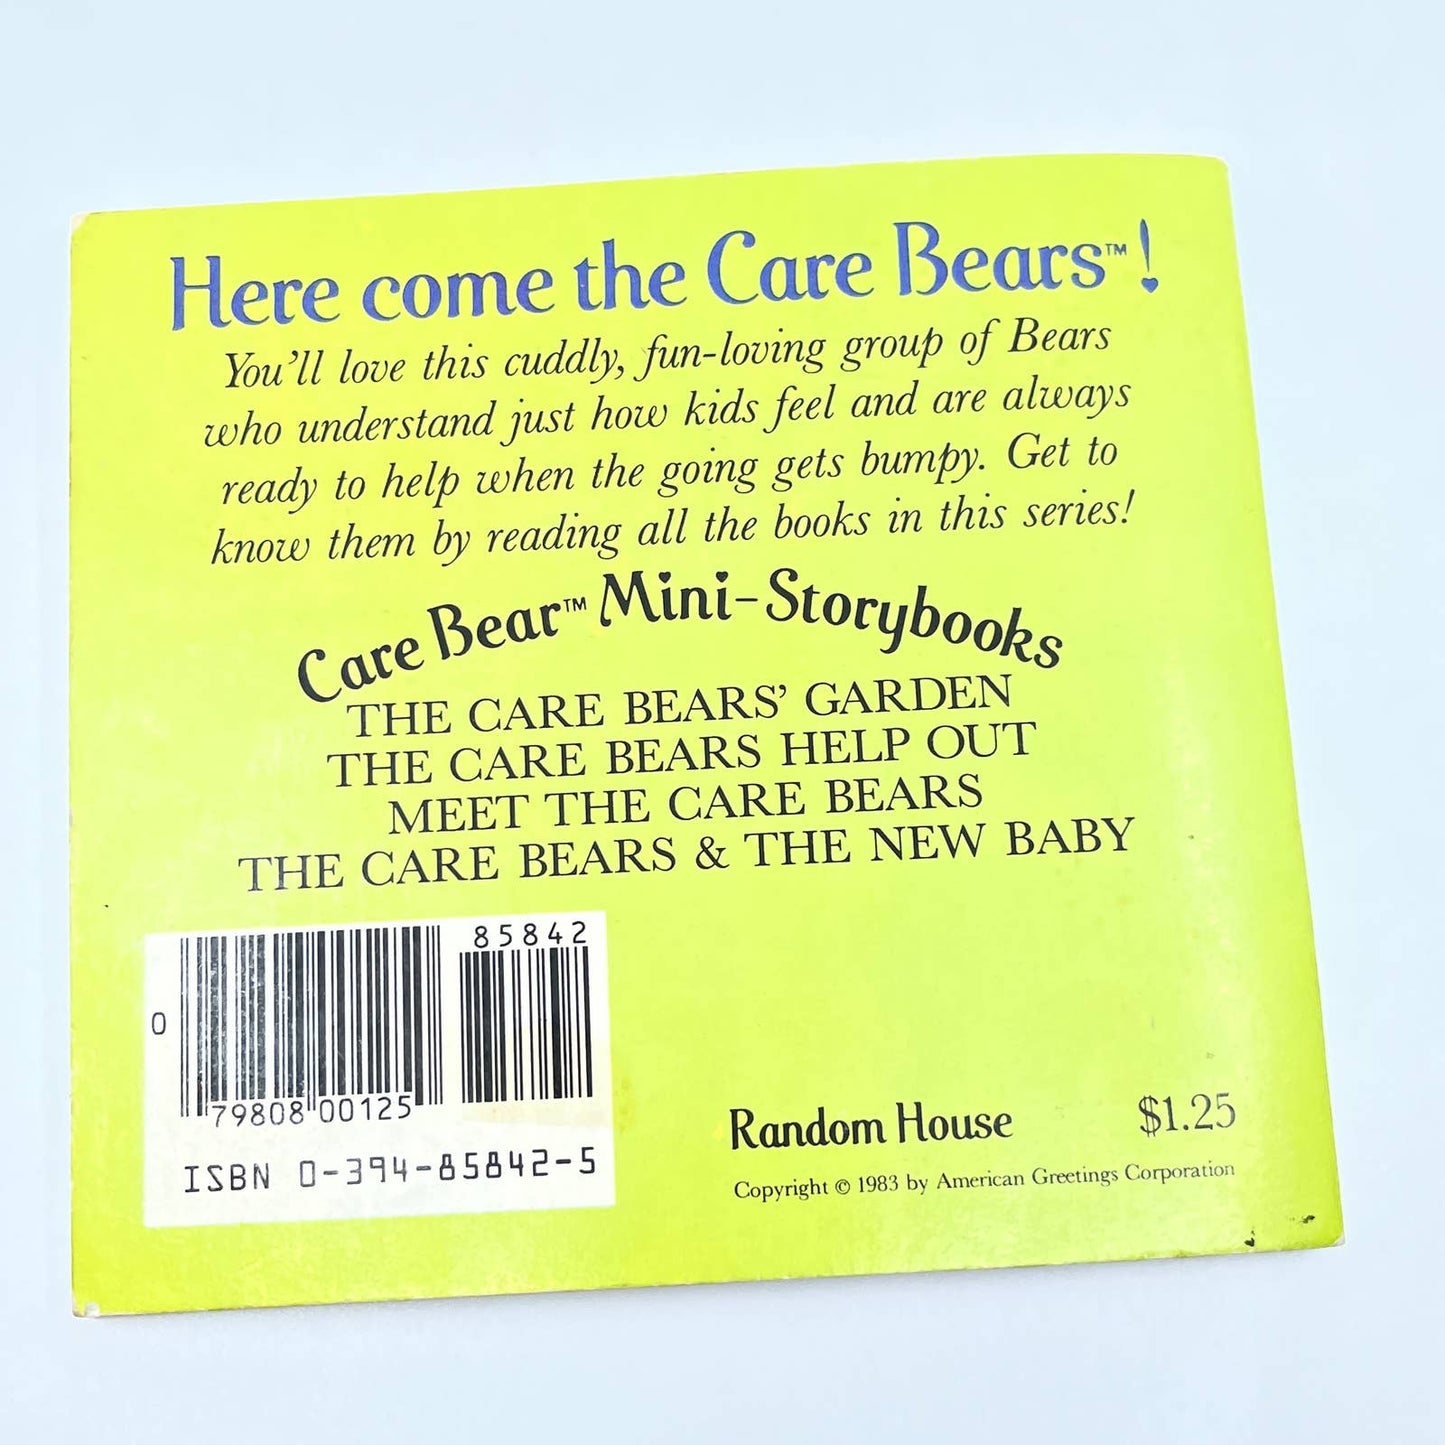 Here come the Care Bears™!
You'll love this cuddly, fun-loving group of Bears
who understand just how kids feel and are always
ready to help when the going gets bumpy. Get to
know them by reading all the books in this series!
Care Bear™ Mini-Storybooks
THE CARE BEARS' GARDEN
THE CARE BEARS HELP OUT
MEET THE CARE BEARS
THE CARE BEARS & THE NEW BABY
85842
0
79808 00125
ISBN 0-394-85842-5
Random House
$1.25
Copyright © 1983 by American Greetings Corporation